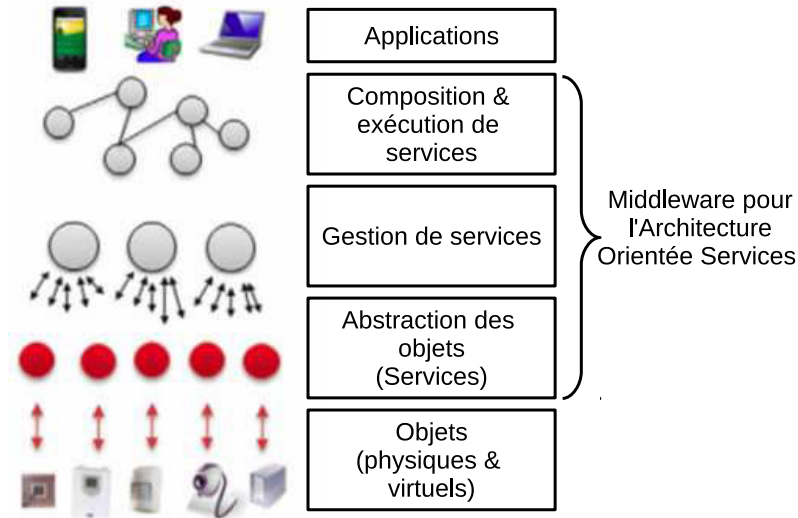 Applications
Composition &
exécution de
services
Gestion de services
Abstraction des
objets
(Services)
Objets
(physiques &
virtuels)
Middleware pour
l'Architecture
Orientée Services